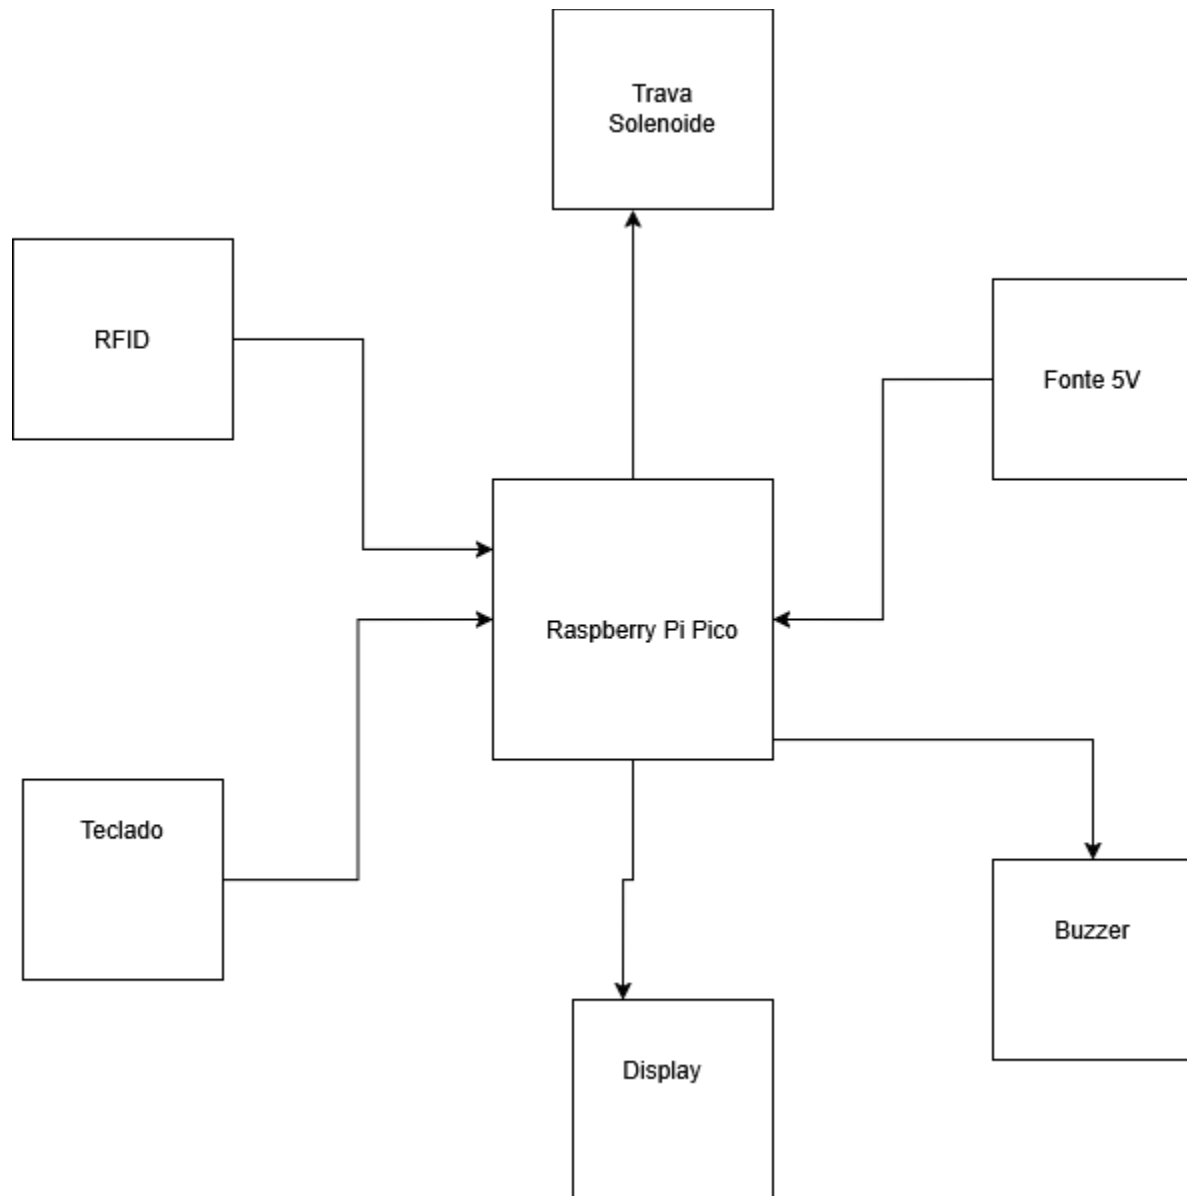 Trava
Solenoide
RFID
Fonte 5V
Raspberry Pi Pico
Teclado
Buzzer
Display